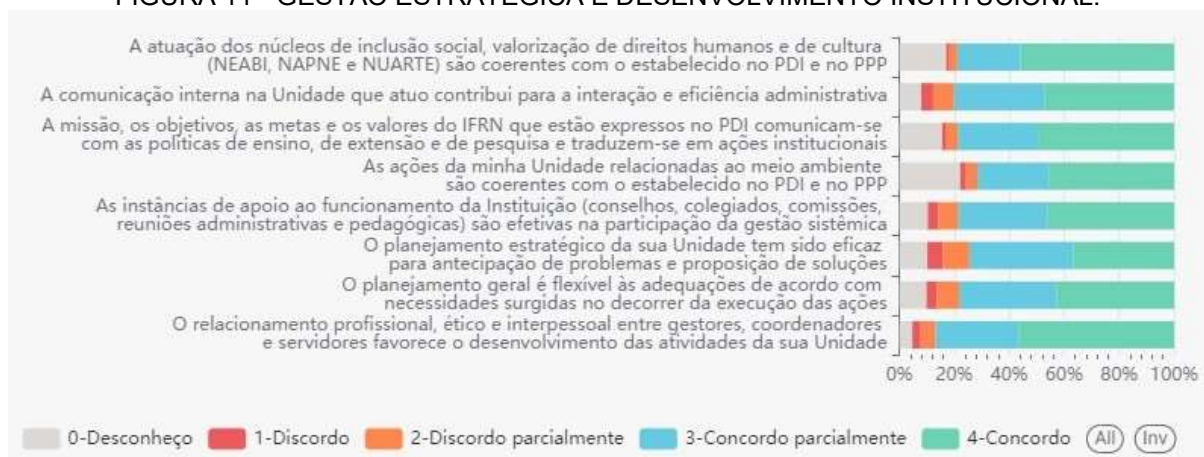 FIGURA 11 - GESTÃO ESTRATÉGICA E DESENVOLVIMENTO INSTITUCIONAL.
A atuação dos núcleos de inclusão social, valorização de direitos humanos e de cultura
(NEABI, NAPNE e NUARTE) são coerentes com o estabelecido no PDI e no PPP
A comunicação interna na Unidade que atuo contribui para a interação e eficiência administrativa
A missão, os objetivos, as metas e os valores do IFRN que estão expressos no PDI comunicam-se
com as políticas de ensino, de extensão e de pesquisa e traduzem-se em ações institucionais
As ações da minha Unidade relacionadas ao meio ambiente
são coerentes com o estabelecido no PDI e no PPP
As instâncias de apoio ao funcionamento da Instituição (conselhos, colegiados, comissões,
reuniões administrativas e pedagógicas) são efetivas na participação da gestão sistêmica
O planejamento estratégico da sua Unidade tem sido eficaz
para antecipação de problemas e proposição de soluções
O planejamento geral é flexível às adequações de acordo com
necessidades surgidas no decorrer da execução das ações
O relacionamento profissional, ético e interpessoal entre gestores, coordenadores
e servidores favorece o desenvolvimento das atividades da sua Unidade
0% 20% 40% 60% 80% 100%
0-Desconheço 1-Discordo 2-Discordo parcialmente 3-Concordo parcialmente 4-Concordo All Inv